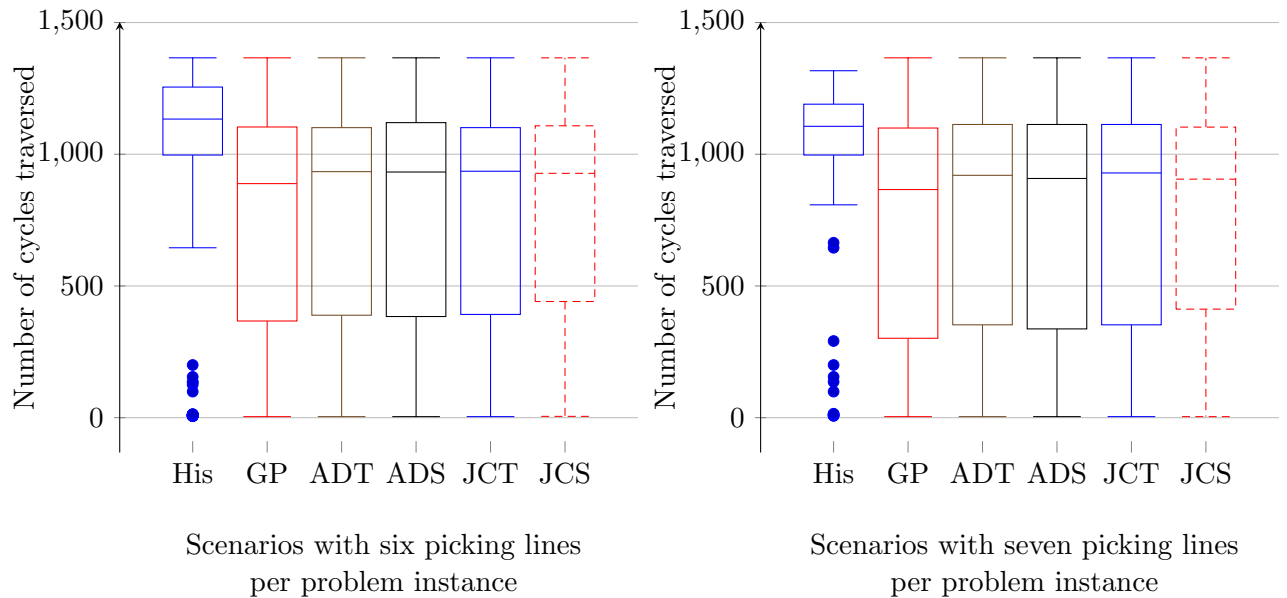 Number of cycles traversed
1,500
1,000
500
0
His GP ADT ADS JCT JCS
Scenarios with six picking lines
per problem instance
Number of cycles traversed
1,500
1,000
500
0
His GP ADT ADS JCT JCS
Scenarios with seven picking lines
per problem instance